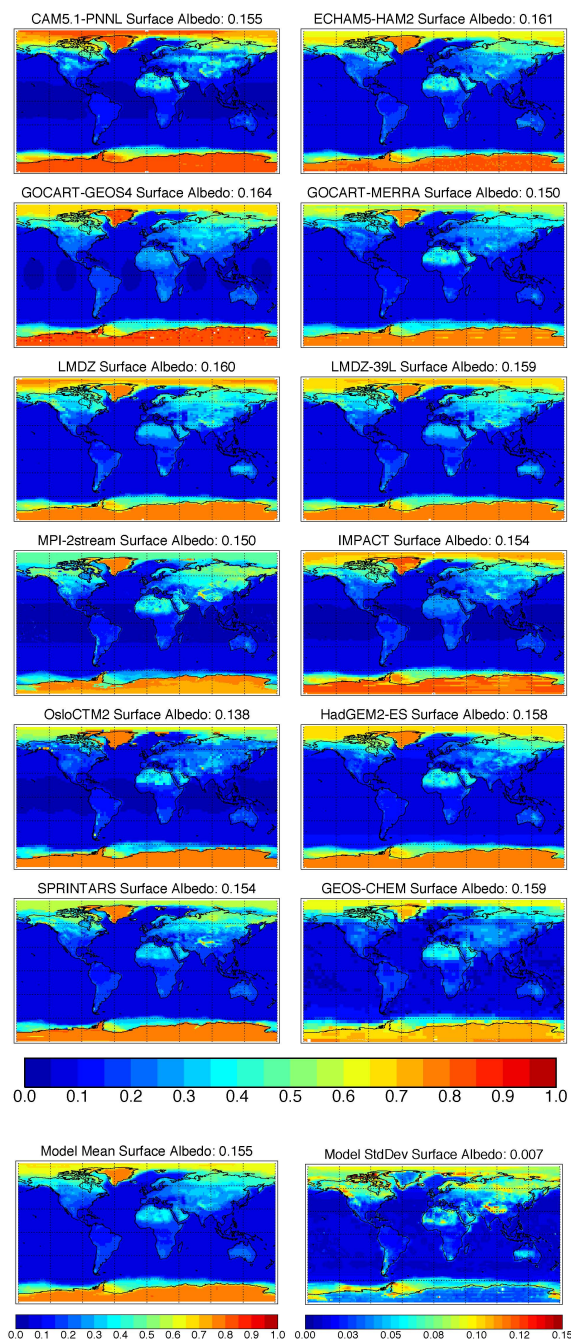 CAM5.1-PNNL Surface Albedo: 0.155
ECHAM5-HAM2 Surface Albedo: 0.161
GOCART-GEOS4 Surface Albedo: 0.164
GOCART-MERRA Surface Albedo: 0.150
LMDZ Surface Albedo: 0.160
LMDZ-39L Surface Albedo: 0.159
MPI-2stream Surface Albedo: 0.150
IMPACT Surface Albedo: 0.154
OsloCTM2 Surface Albedo: 0.138
HadGEM2-ES Surface Albedo: 0.158
SPRINTARS Surface Albedo: 0.154
GEOS-CHEM Surface Albedo: 0.159
0.0 0.1 0.2 0.3 0.4 0.5 0.6 0.7 0.8 0.9 1.0
Model Mean Surface Albedo: 0.155
Model StdDev Surface Albedo: 0.007
0.0 0.1 0.2 0.3 0.4 0.5 0.6 0.7 0.8 0.9 1.0
0.00 0.03 0.06 0.08 0.10 0.12 0.15